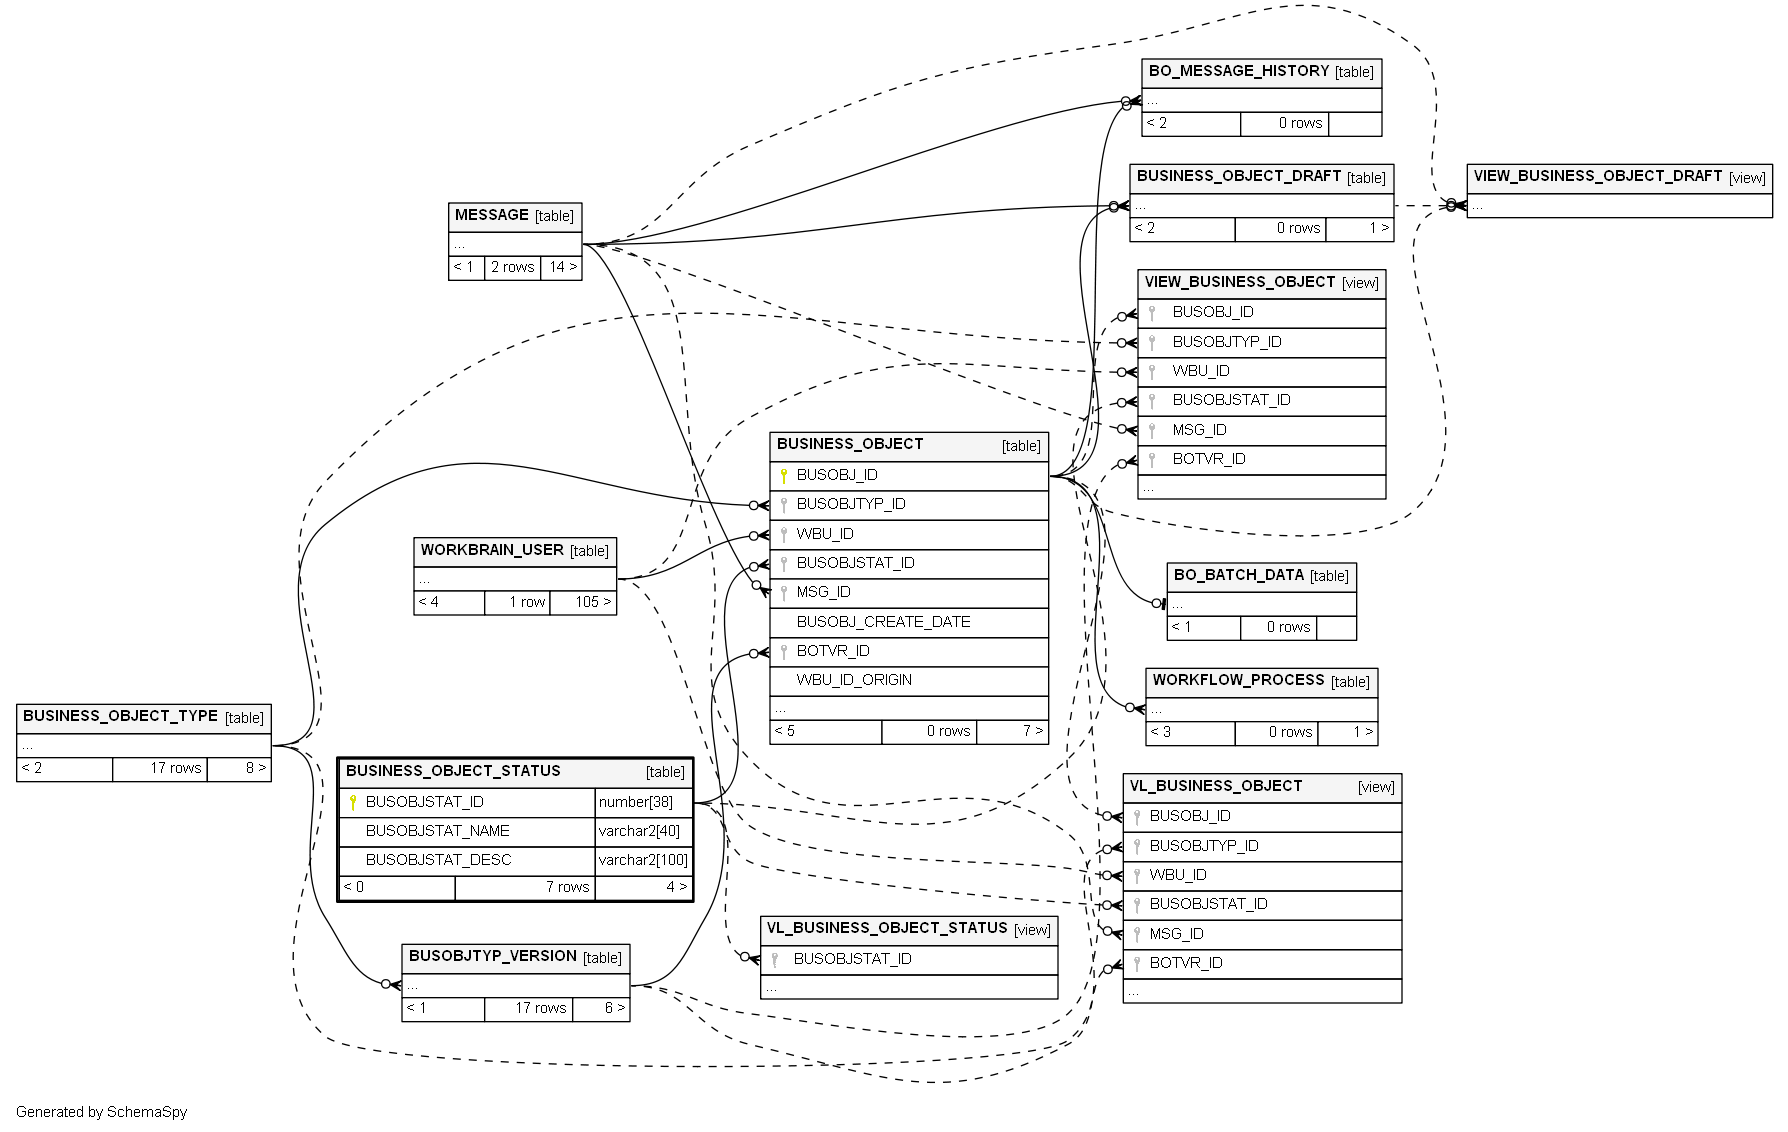 BO_MESSAGE_HISTORY [table]
...
< 2 0 rows
BUSINESS_OBJECT_DRAFT [table]
...
< 2 0 rows 1 >
VIEW_BUSINESS_OBJECT_DRAFT [view]
...
MESSAGE [table]
...
< 1 2 rows 14 >
VIEW_BUSINESS_OBJECT [view]
BUSOBJ_ID
BUSOBJTYP_ID
WBU_ID
BUSOBJSTAT_ID
MSG_ID
BOTVR_ID
...
BUSINESS_OBJECT [table]
BUSOBJ_ID
BUSOBJTYP_ID
WBU_ID
BUSOBJSTAT_ID
MSG_ID
BUSOBJ_CREATE_DATE
BOTVR_ID
WBU_ID_ORIGIN
...
< 5 0 rows 7 >
WORKBRAIN_USER [table]
...
< 4 1 row 105 >
BO_BATCH_DATA [table]
...
< 1 0 rows
WORKFLOW_PROCESS [table]
...
< 3 0 rows 1 >
BUSINESS_OBJECT_TYPE [table]
...
< 2 17 rows 8 >
BUSINESS_OBJECT_STATUS [table]
BUSOBJSTAT_ID number[38]
BUSOBJSTAT_NAME varchar2[40]
BUSOBJSTAT_DESC varchar2[100]
< 0 7 rows 4 >
VL_BUSINESS_OBJECT [view]
BUSOBJ_ID
BUSOBJTYP_ID
WBU_ID
BUSOBJSTAT_ID
MSG_ID
BOTVR_ID
...
VL_BUSINESS_OBJECT_STATUS [view]
BUSOBJSTAT_ID
...
BUSOBJTYP_VERSION [table]
...
< 1 17 rows 6 >
Generated by SchemaSpy